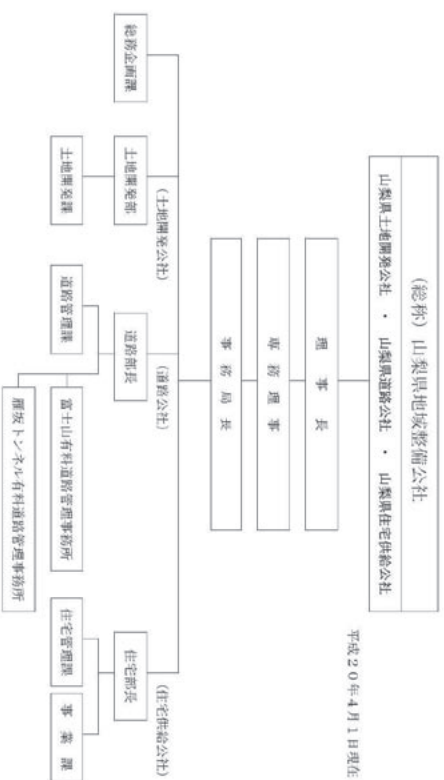 平成２０年４月１日現在
(総称) 山梨県地域整備公社
山梨県土地開発公社 ・ 山梨県道路公社 ・ 山梨県住宅供給公社
理事長
専務理事
事務局長
(土地開発公社)
(道路公社)
(住宅供給公社)
総務企画課
土地開発部
道路部長
住宅部長
土地開発課
道路管理課
富士山有料道路管理事務所
住宅管理課
事業課
雁坂トンネル有料道路管理事務所